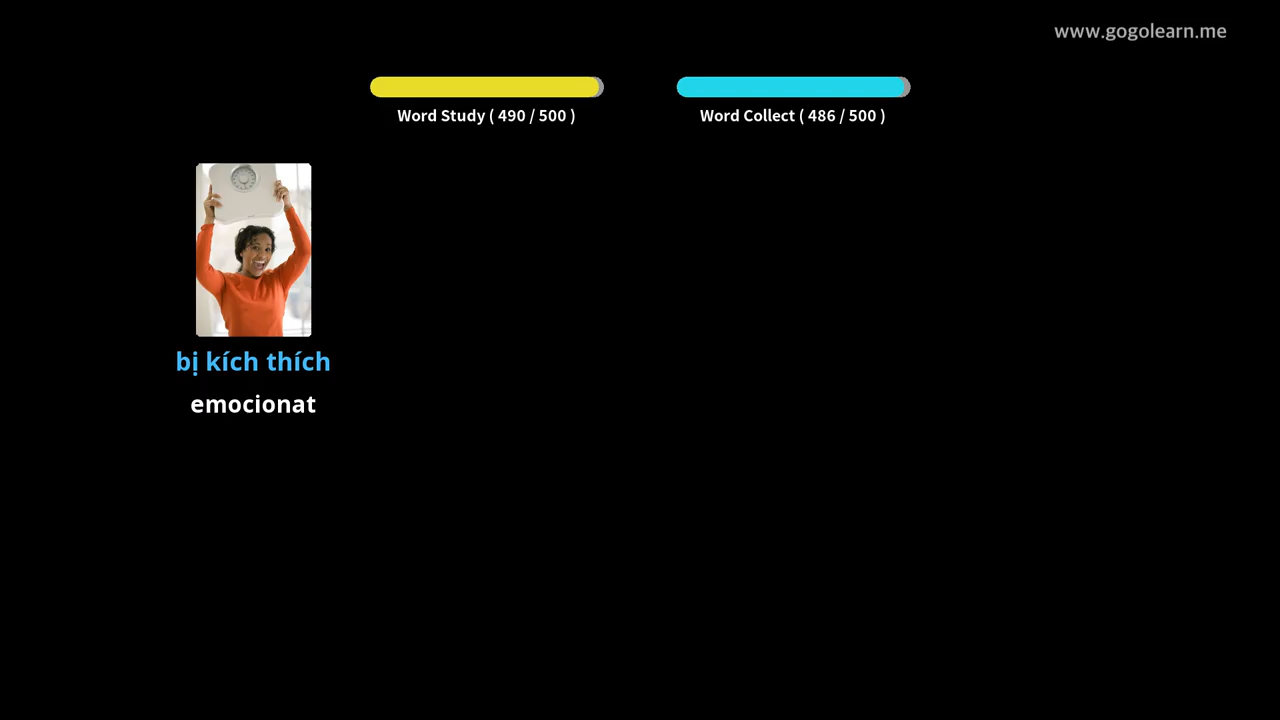 www.gogolearn.me
Word Study ( 490 / 500 )
Word Collect ( 486 / 500 )
bị kích thích
emocionat